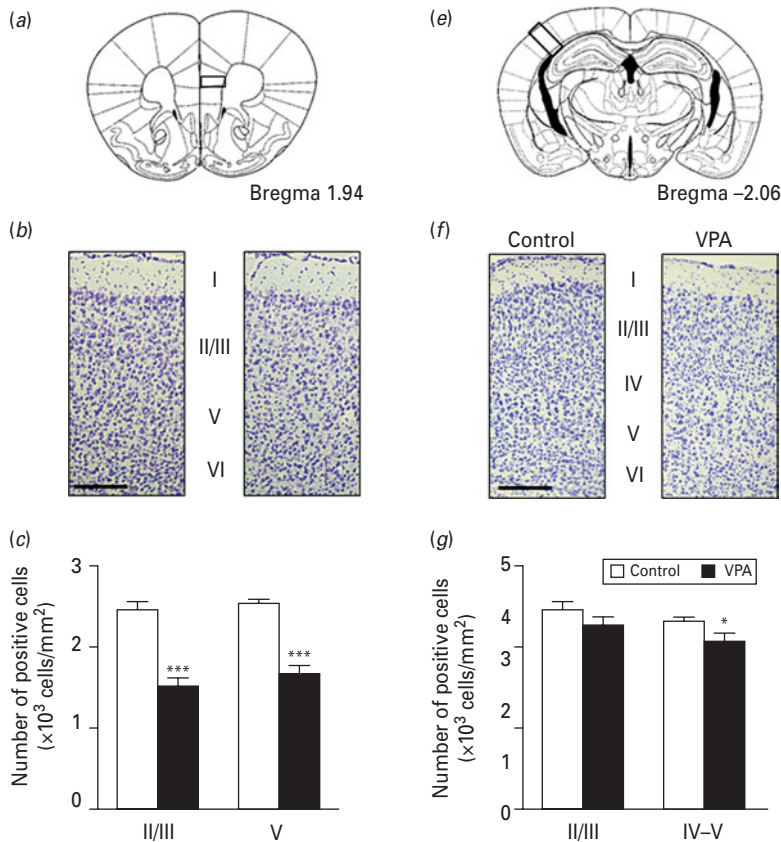 (a)
Bregma 1.94
(b)
I
II/III
V
VI
(c)
Number of positive cells
(×10³ cells/mm²)
3
2
1
0
***
***
II/III
V
(e)
Bregma –2.06
(f)
Control
VPA
I
II/III
IV
V
VI
(g)
Number of positive cells
(×10³ cells/mm²)
5
4
3
2
1
0
Control
VPA
*
II/III
IV–V